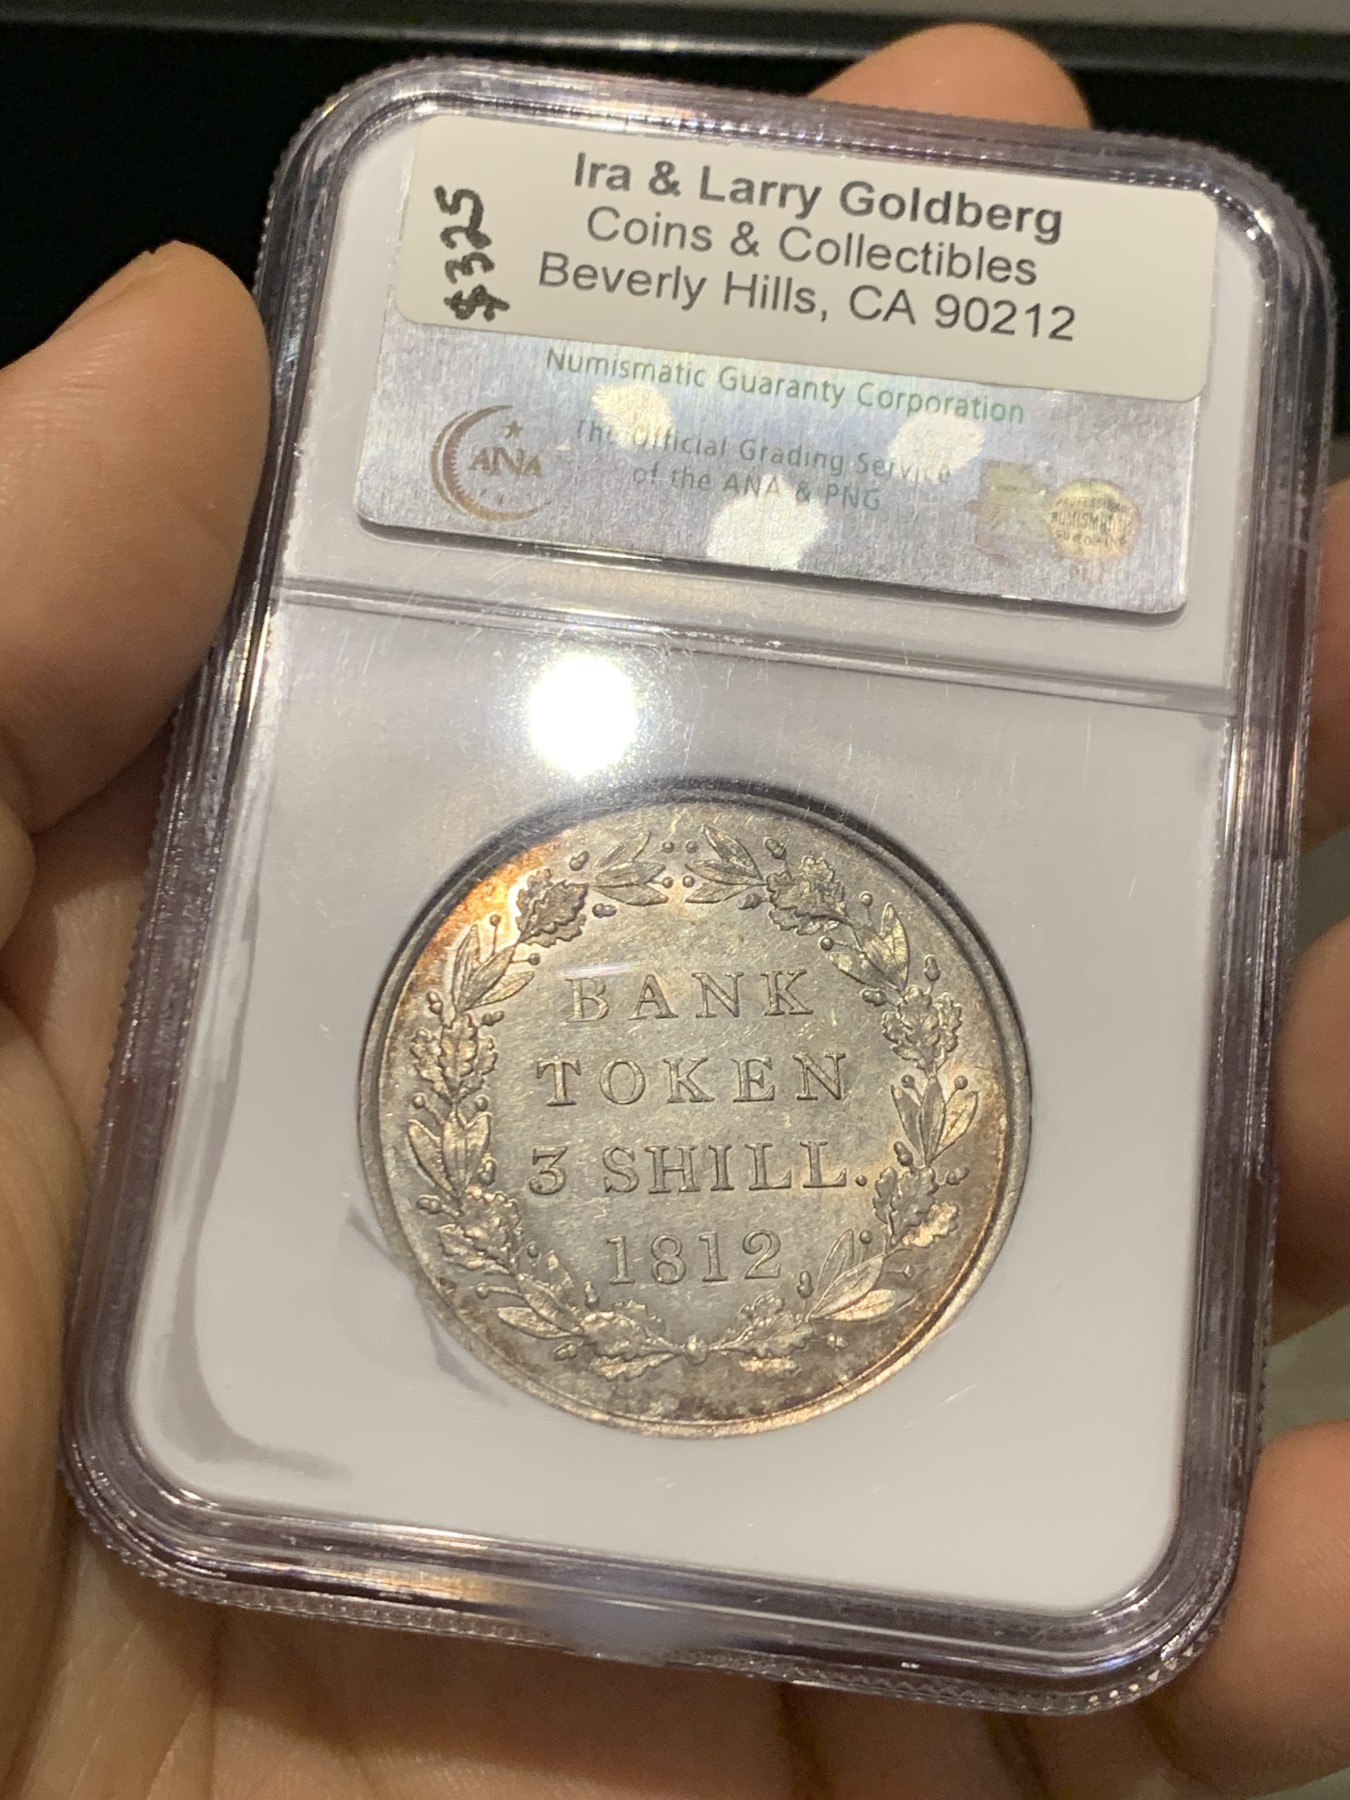 $325
Ira & Larry Goldberg
Coins & Collectibles
Beverly Hills, CA 90212
Numismatic Guaranty Corporation
The Official Grading Service
of the ANA & PNG
ANA
BANK
TOKEN
3 SHILL.
1812